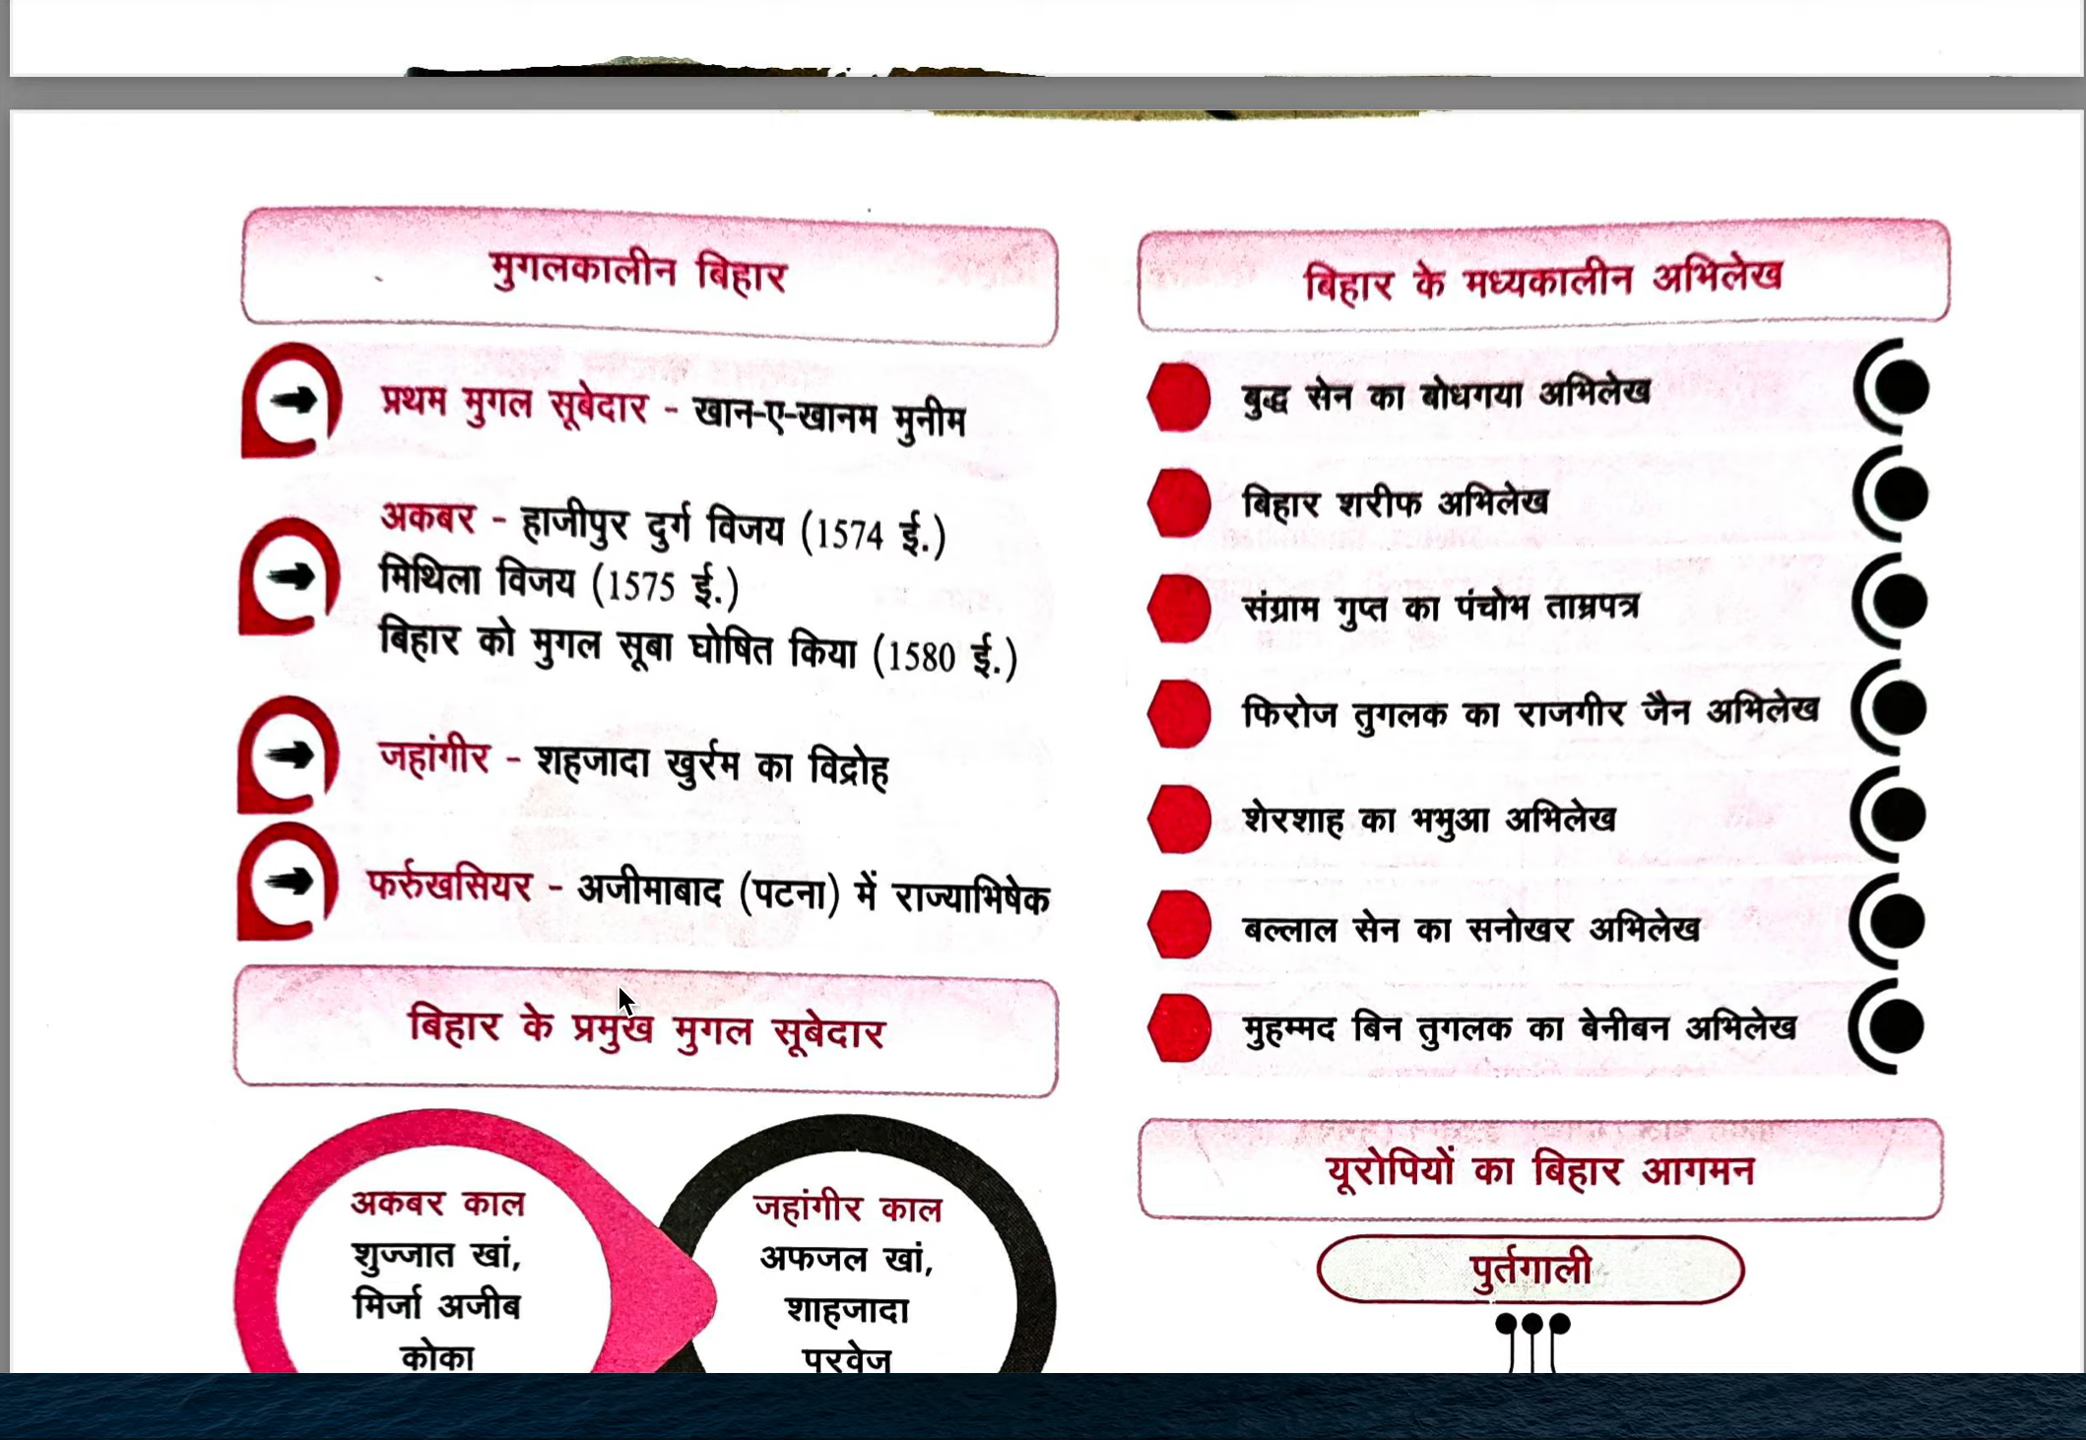 मुगलकालीन बिहार
प्रथम मुगल सूबेदार - खान-ए-खानम मुनीम
अकबर - हाजीपुर दुर्ग विजय (1574 ई.)
मिथिला विजय (1575 ई.)
बिहार को मुगल सूबा घोषित किया (1580 ई.)
जहांगीर - शहजादा खुर्रम का विद्रोह
फर्रुखसियर - अजीमाबाद (पटना) में राज्याभिषेक
बिहार के प्रमुख मुगल सूबेदार
अकबर काल
शुज्जात खां,
मिर्जा अजीब
कोका
जहांगीर काल
अफजल खां,
शाहजादा
परवेज
बिहार के मध्यकालीन अभिलेख
बुद्ध सेन का बोधगया अभिलेख
बिहार शरीफ अभिलेख
संग्राम गुप्त का पंचोभ ताम्रपत्र
फिरोज तुगलक का राजगीर जैन अभिलेख
शेरशाह का भभुआ अभिलेख
बल्लाल सेन का सनोखर अभिलेख
मुहम्मद बिन तुगलक का बेनीबन अभिलेख
यूरोपियों का बिहार आगमन
पुर्तगाली